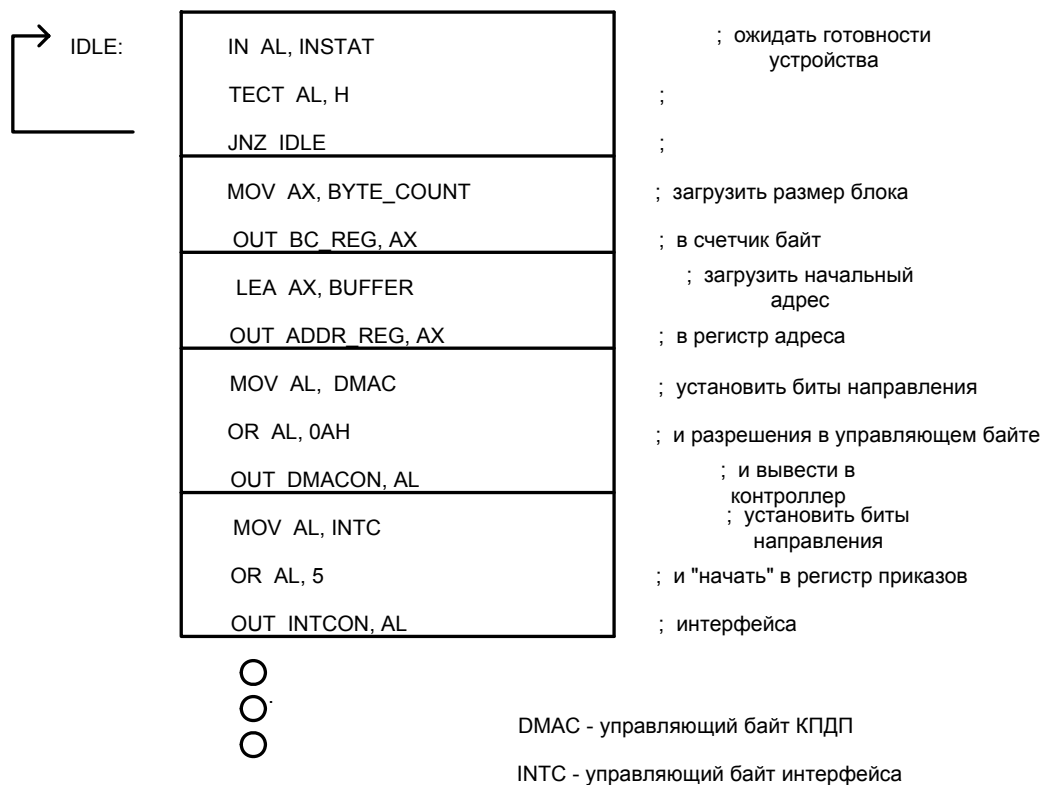 IDLE: IN AL, INSTAT ; ожидать готовности
устройства
TECT AL, H ;
JNZ IDLE ;
MOV AX, BYTE_COUNT ; загрузить размер блока
OUT BC_REG, AX ; в счетчик байт
LEA AX, BUFFER ; загрузить начальный
адрес
OUT ADDR_REG, AX ; в регистр адреса
MOV AL, DMAC ; установить биты направления
OR AL, 0AH ; и разрешения в управляющем байте
OUT DMACON, AL ; и вывести в
контроллер
MOV AL, INTC ; установить биты
направления
OR AL, 5 ; и "начать" в регистр приказов
OUT INTCON, AL ; интерфейса
DMAC - управляющий байт КПДП
INTC - управляющий байт интерфейса